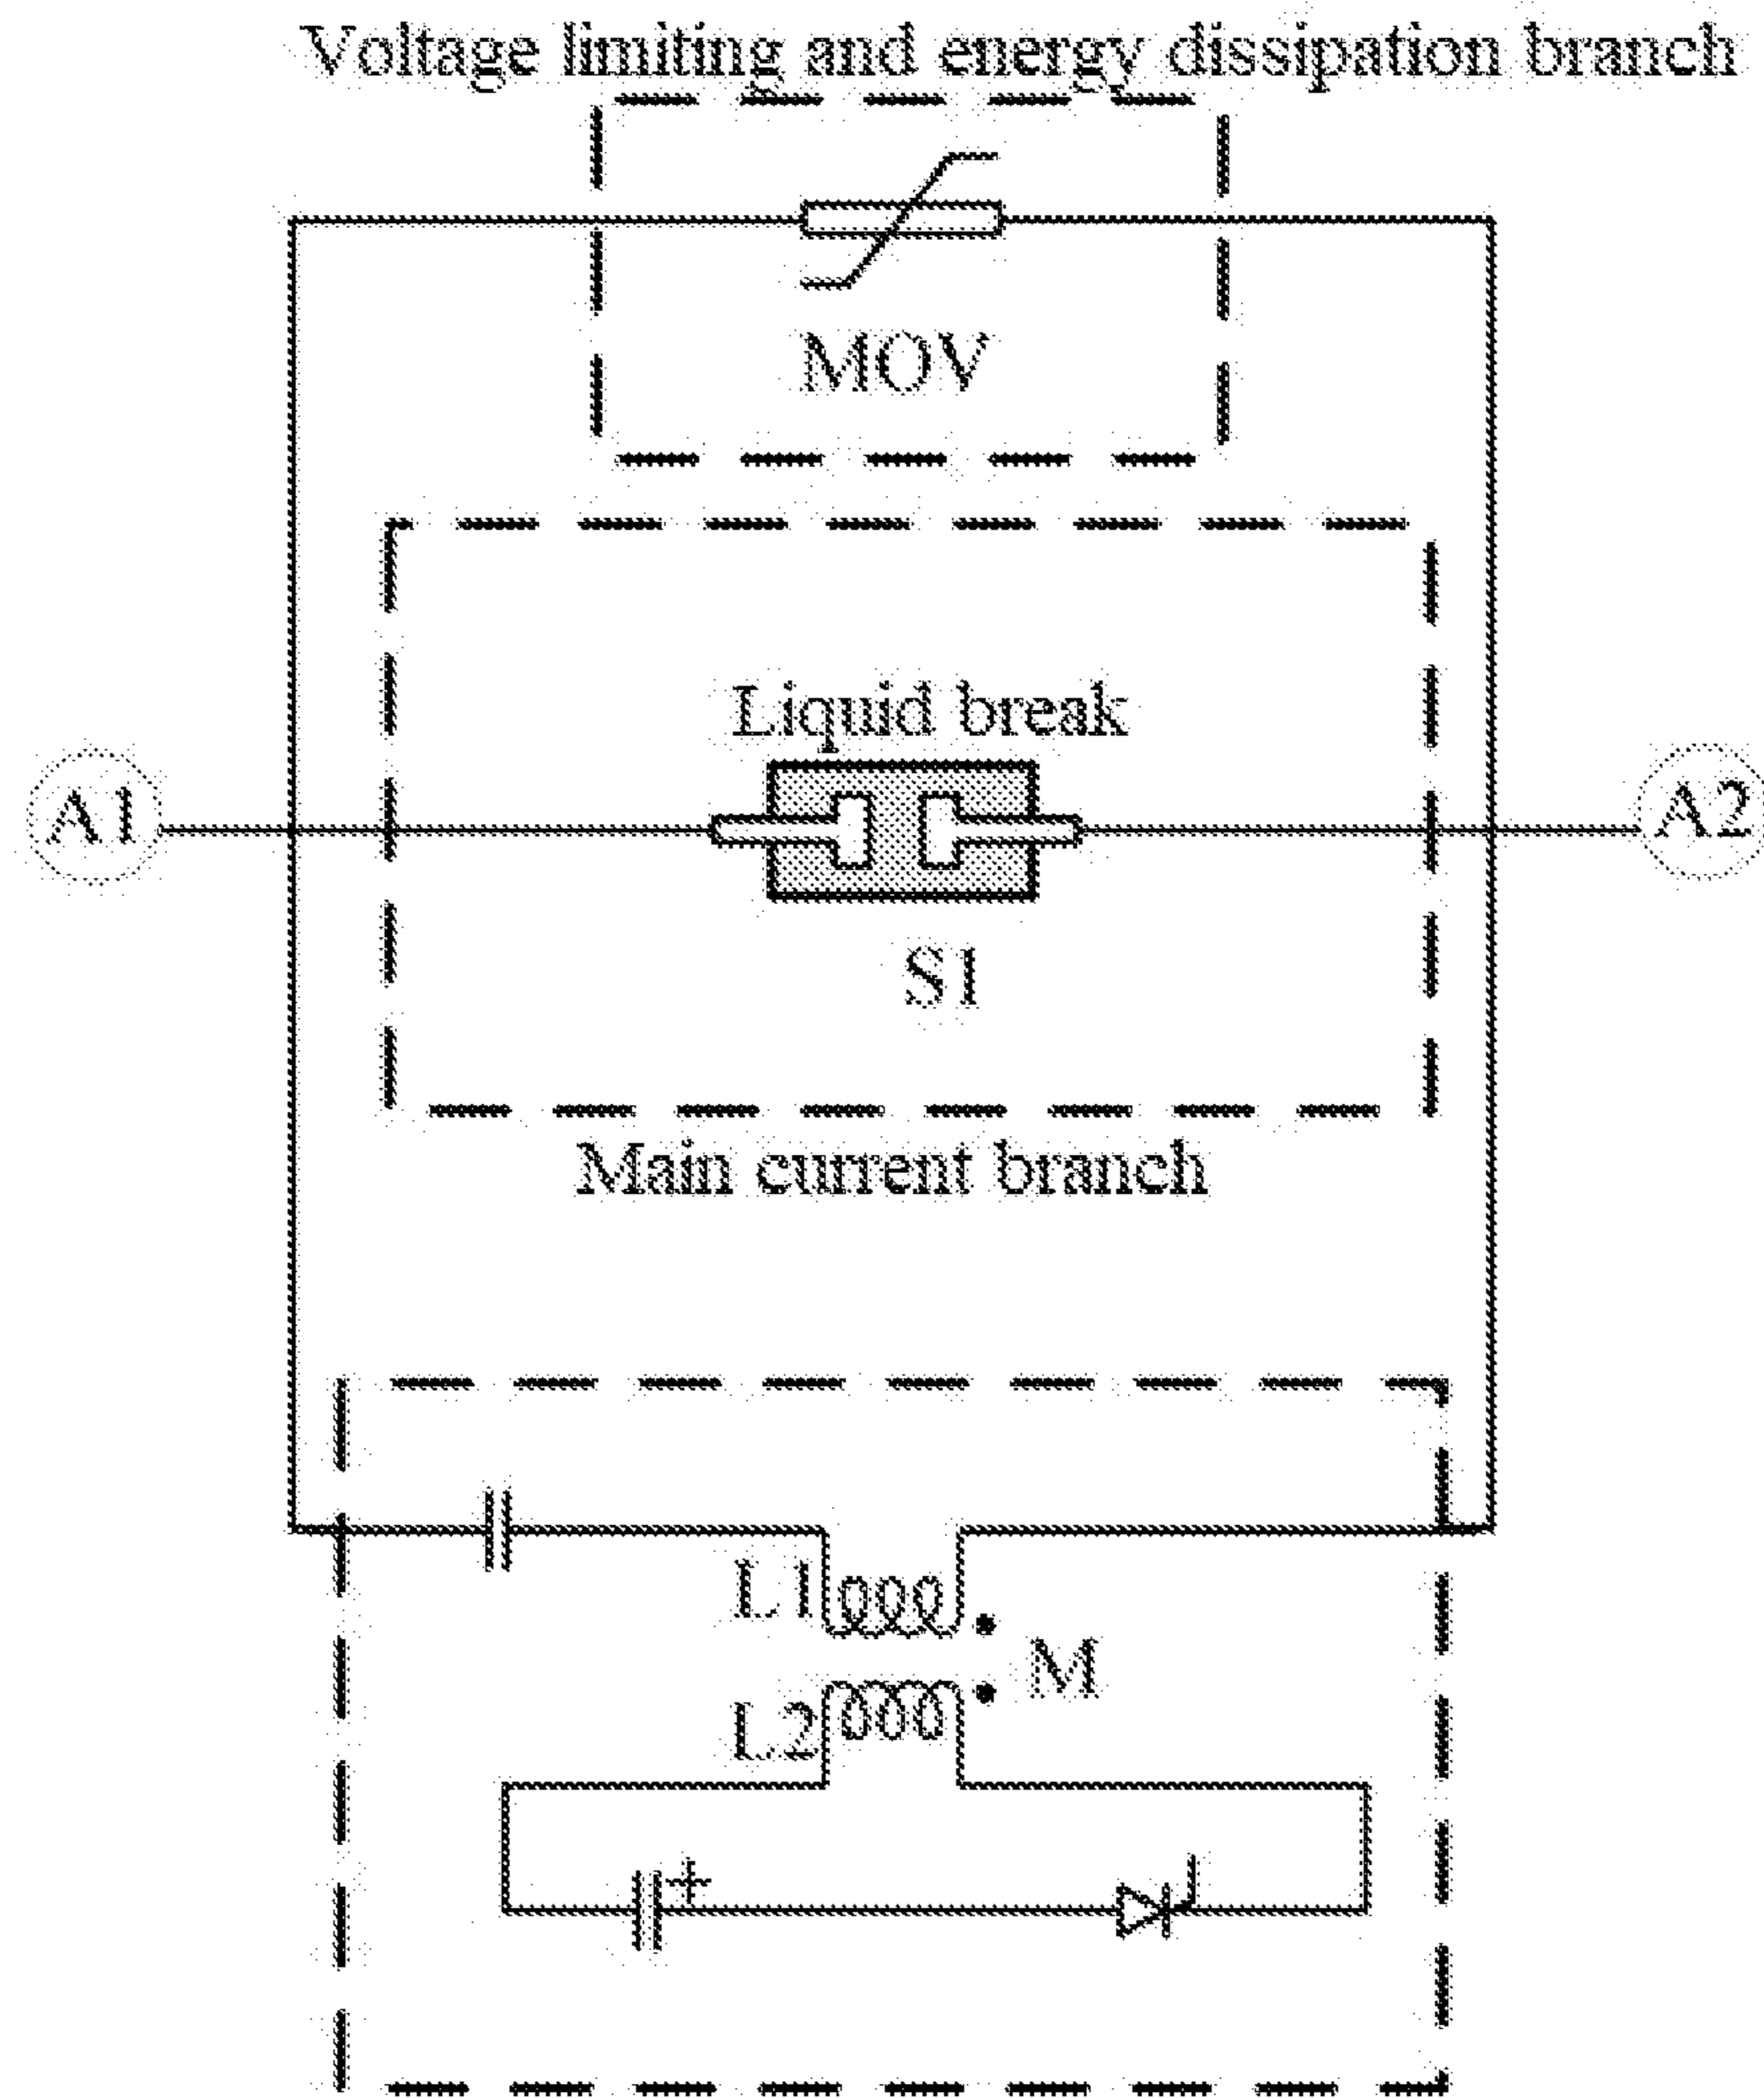 Voltage limiting and energy dissipation branch
MOV
Liquid break
A1
A2
S1
Main current branch
L1
M
L2
+